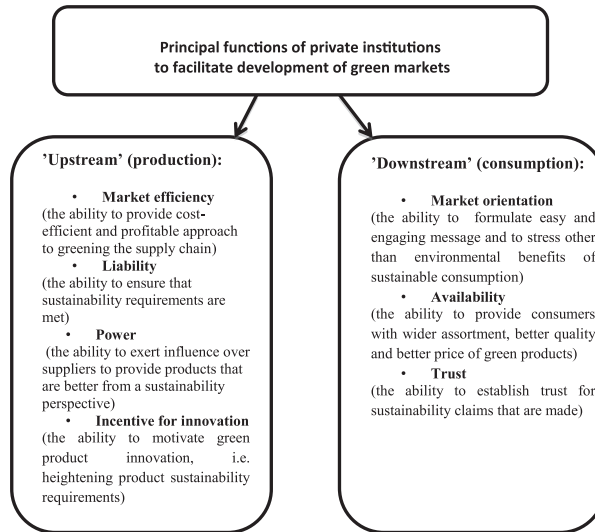 Principal functions of private institutions
to facilitate development of green markets
’Upstream’ (production):
• Market efficiency
(the ability to provide cost-
efficient and profitable approach
to greening the supply chain)
• Liability
(the ability to ensure that
sustainability requirements are
met)
• Power
(the ability to exert influence over
suppliers to provide products that
are better from a sustainability
perspective)
• Incentive for innovation
(the ability to motivate green
product innovation, i.e.
heightening product sustainability
requirements)
’Downstream’ (consumption):
• Market orientation
(the ability to formulate easy and
engaging message and to stress other
than environmental benefits of
sustainable consumption)
• Availability
(the ability to provide consumers
with wider assortment, better quality
and better price of green products)
• Trust
(the ability to establish trust for
sustainability claims that are made)